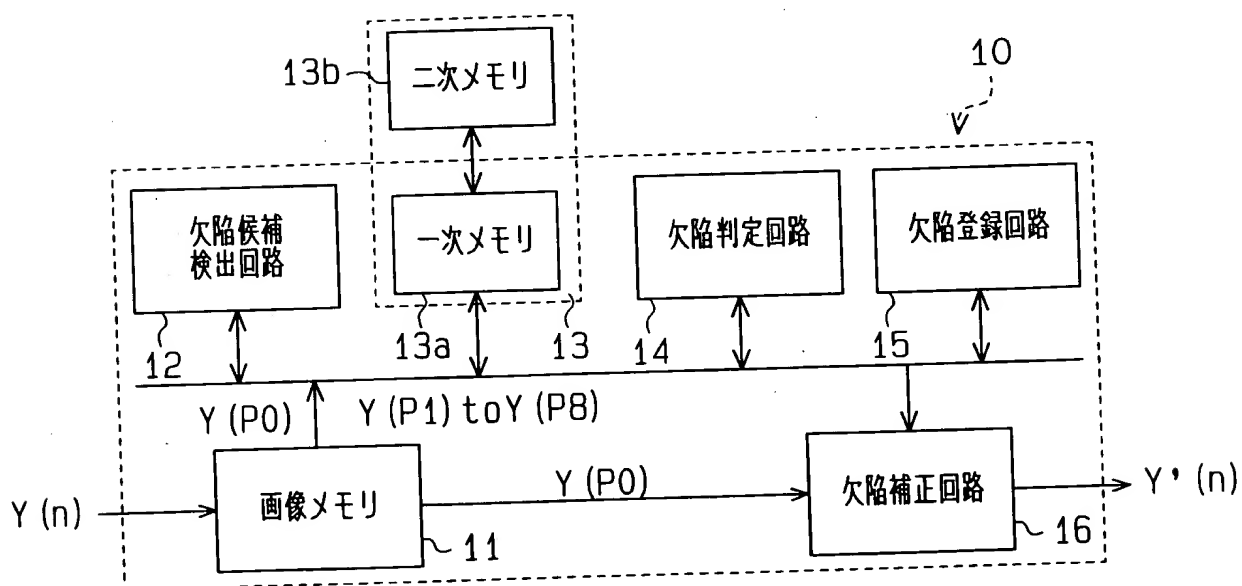 10
13b
二次メモリ
欠陥候補
検出回路
一次メモリ
欠陥判定回路
欠陥登録回路
12
13a
13
14
15
Y (P0)
Y (P1) toY (P8)
Y (n)
画像メモリ
Y (P0)
欠陥補正回路
Y' (n)
11
16